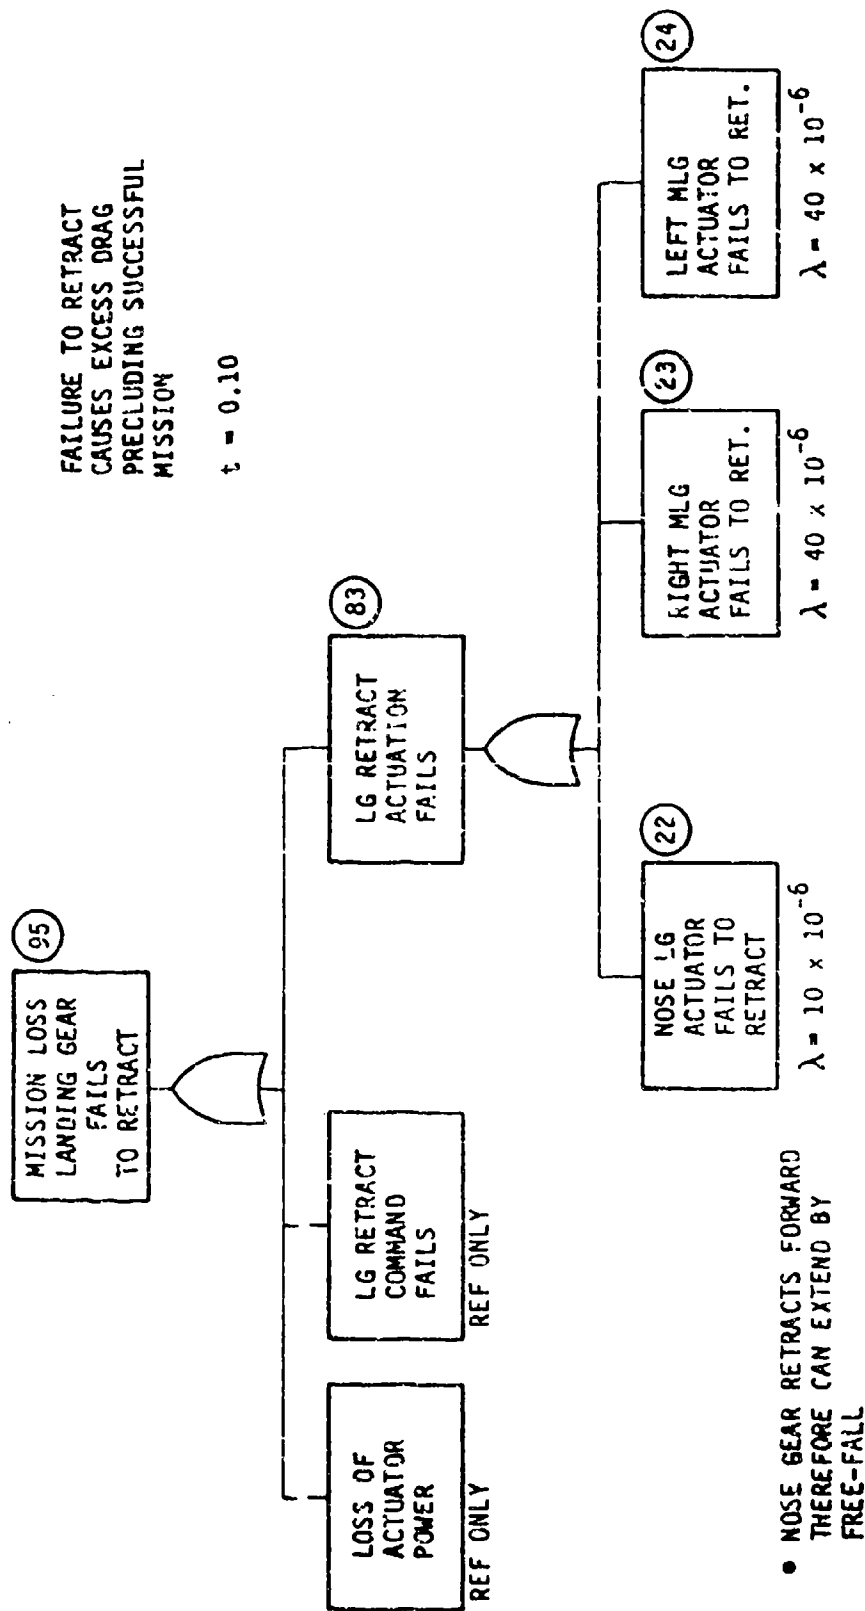 FAILURE TO RETRACT
CAUSES EXCESS DRAG
PRECLUDING SUCCESSFUL
MISSION
t = 0.10
MISSION LOSS
LANDING GEAR
FAILS
TO RETRACT
95
LOSS OF
ACTUATOR
POWER
REF ONLY
LG RETRACT
COMMAND
FAILS
REF ONLY
LG RETRACT
ACTUATION
FAILS
83
NOSE LG
ACTUATOR
FAILS TO
RETRACT
22
λ = 10 x 10⁻⁶
RIGHT MLG
ACTUATOR
FAILS TO RET.
23
λ = 40 x 10⁻⁶
LEFT MLG
ACTUATOR
FAILS TO RET.
24
λ = 40 x 10⁻⁶
• NOSE GEAR RETRACTS FORWARD
THEREFORE CAN EXTEND BY
FREE-FALL